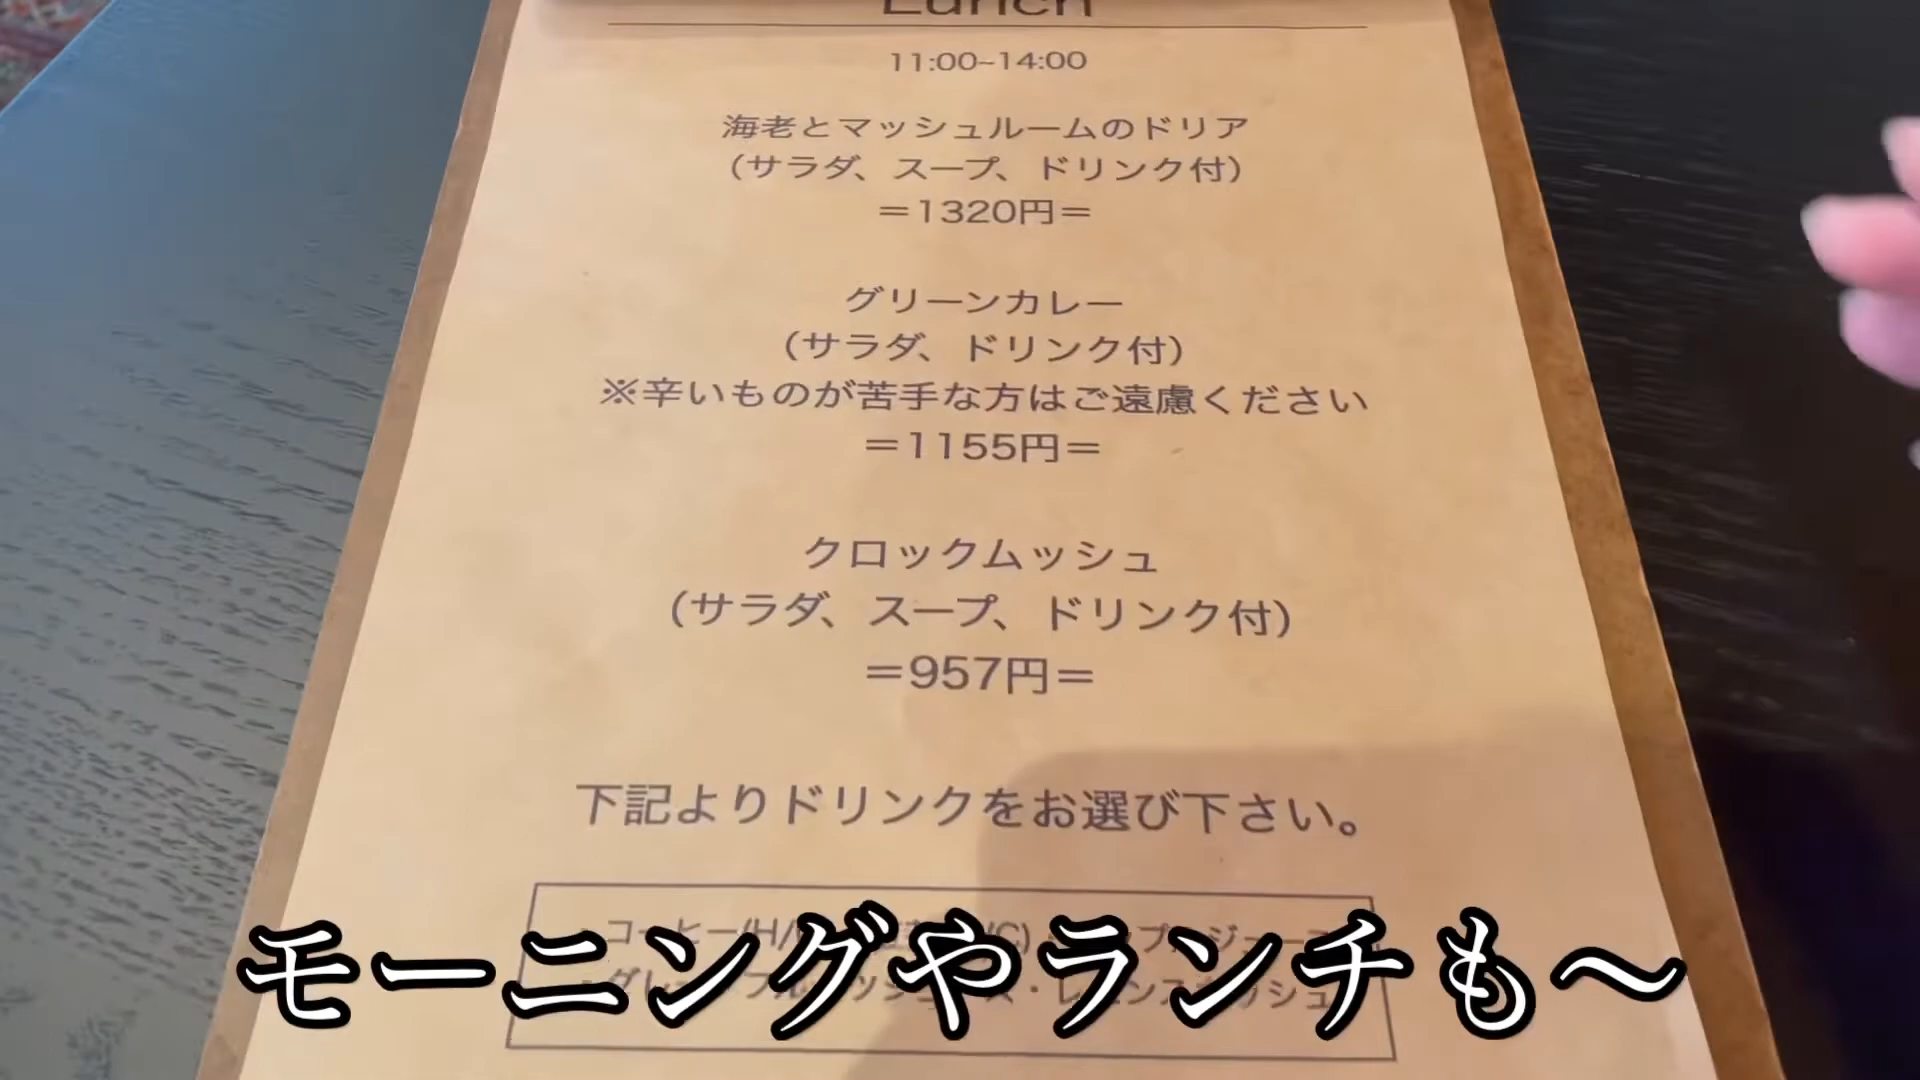 Lunch
11:00~14:00
海老とマッシュルームのドリア
（サラダ、スープ、ドリンク付）
＝1320円＝
グリーンカレー
（サラダ、ドリンク付）
※辛いものが苦手な方はご遠慮ください
＝1155円＝
クロックムッシュ
（サラダ、スープ、ドリンク付）
＝957円＝
下記よりドリンクをお選び下さい。
・コーヒー(H/
モーニングやランチも〜